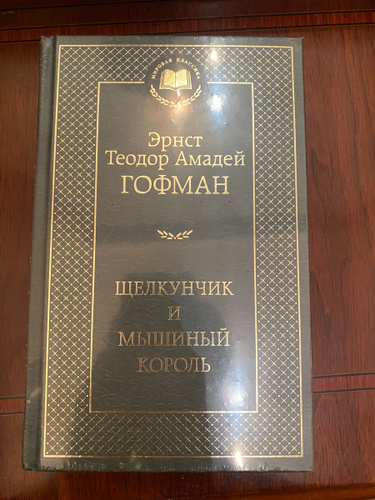 МИРОВАЯ КЛАССИКА
Эрнст
Теодор Амадей
ГОФМАН
ЩЕЛКУНЧИК
И
МЫШИНЫЙ
КОРОЛЬ